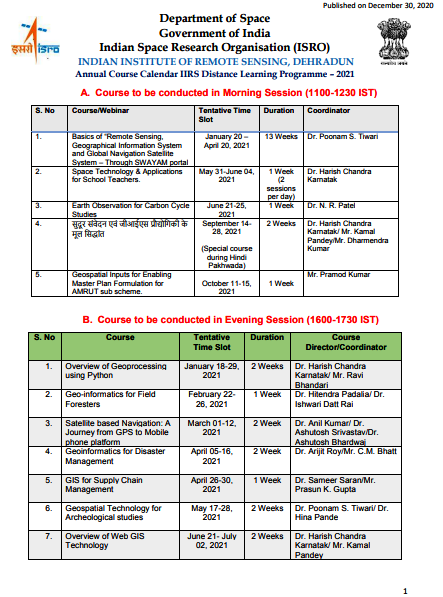 Published on December 30, 2020
Department of Space
Government of India
Indian Space Research Organisation (ISRO)
INDIAN INSTITUTE OF REMOTE SENSING, DEHRADUN
Annual Course Calendar IIRS Distance Learning Programme – 2021
इसरो isro
A. Course to be conducted in Morning Session (1100-1230 IST)
S. No Course/Webinar Tentative Time Duration Coordinator
Slot
1. Basics of "Remote Sensing, January 20 – 13 Weeks Dr. Poonam S. Tiwari
Geographical Information System April 20, 2021
and Global Navigation Satellite
System – Through SWAYAM portal
2. Space Technology & Applications May 31-June 04, 1 Week Dr. Harish Chandra
for School Teachers. 2021 (2 Karnatak
sessions
per day)
3. Earth Observation for Carbon Cycle June 21-25, 1 Week Dr. N. R. Patel
Studies 2021
4. सुदूर संवेदन एवं जीआईएस प्रौद्योगिकी के September 14- 2 Weeks Dr. Harish Chandra
मूल सिद्धांत 28, 2021 Karnatak/ Mr. Kamal
Pandey/Mr. Dharmendra
(Special course Kumar
during Hindi
Pakhwada)
5. Geospatial Inputs for Enabling Mr. Pramod Kumar
Master Plan Formulation for October 11-15, 1 Week
AMRUT sub scheme. 2021
B. Course to be conducted in Evening Session (1600-1730 IST)
S. No Course Tentative Duration Course
Time Slot Director/Coordinator
1. Overview of Geoprocessing January 18-29, 2 Weeks Dr. Harish Chandra
using Python 2021 Karnatak/ Mr. Ravi
Bhandari
2. Geo-informatics for Field February 22- 1 Week Dr. Hitendra Padalia/ Dr.
Foresters 26, 2021 Ishwari Datt Rai
3. Satellite based Navigation: A March 01-12, 2 Weeks Dr. Anil Kumar/ Dr.
Journey from GPS to Mobile 2021 Ashutosh Srivastav/Dr.
phone platform Ashutosh Bhardwaj
4. Geoinformatics for Disaster April 05-16, 2 Weeks Dr. Arijit Roy/Mr. C.M. Bhatt
Management 2021
5. GIS for Supply Chain April 26-30, 1 Week Dr. Sameer Saran/Mr.
Management 2021 Prasun K. Gupta
6. Geospatial Technology for May 17-28, 2 Weeks Dr. Poonam S. Tiwari/ Dr.
Archeological studies 2021 Hina Pande
7. Overview of Web GIS June 21- July 2 Weeks Dr. Harish Chandra
Technology 02, 2021 Karnatak/ Mr. Kamal
Pandey
1